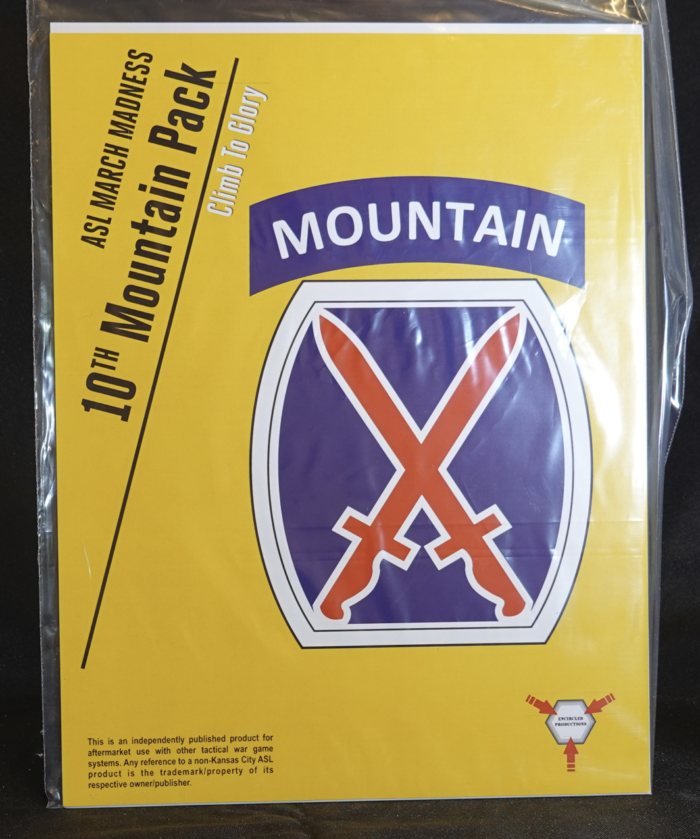 ASL MARCH MADNESS
10TH Mountain Pack
Climb To Glory
MOUNTAIN
ENCIRCLED
PRODUCTIONS
This is an independently published product for
aftermarket use with other tactical war game
systems. Any reference to a non-Kansas City ASL
product is the trademark/property of its
respective owner/publisher.